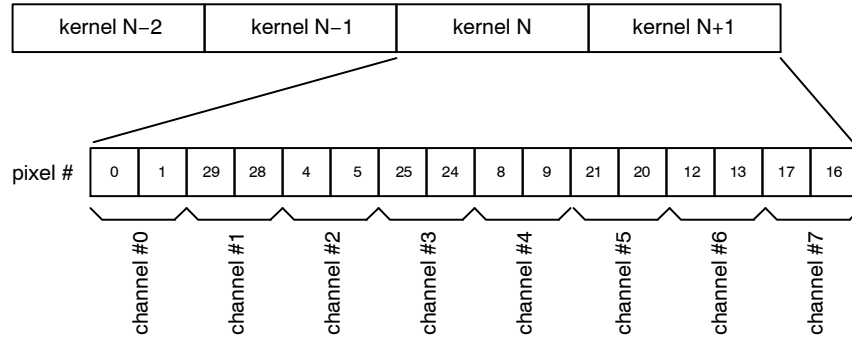 kernel N−2 kernel N−1 kernel N kernel N+1
pixel # 0 1 29 28 4 5 25 24 8 9 21 20 12 13 17 16
channel #0 channel #1 channel #2 channel #3 channel #4 channel #5 channel #6 channel #7